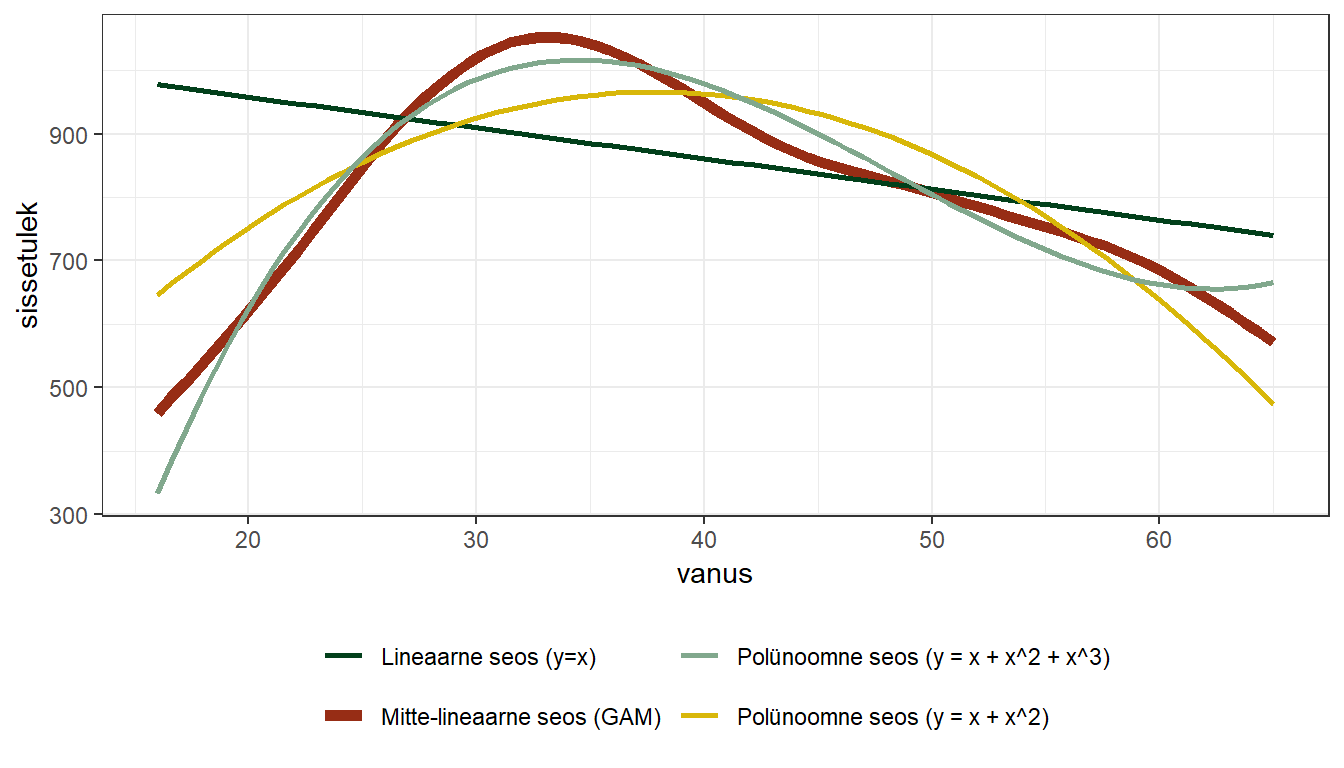 sissetulek
900
700
500
300
20 30 40 50 60
vanus
Lineaarne seos (y=x) Polünoomne seos (y = x + x^2 + x^3)
Mitte-lineaarne seos (GAM) Polünoomne seos (y = x + x^2)